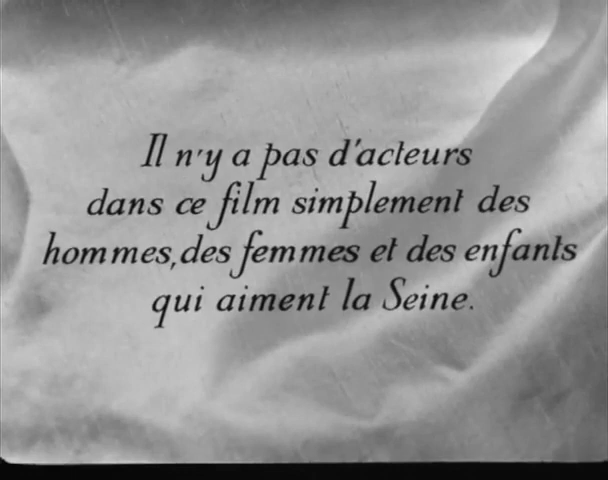 Il n'y a pas d'acteurs
dans ce film simplement des
hommes, des femmes et des enfants
qui aiment la Seine.